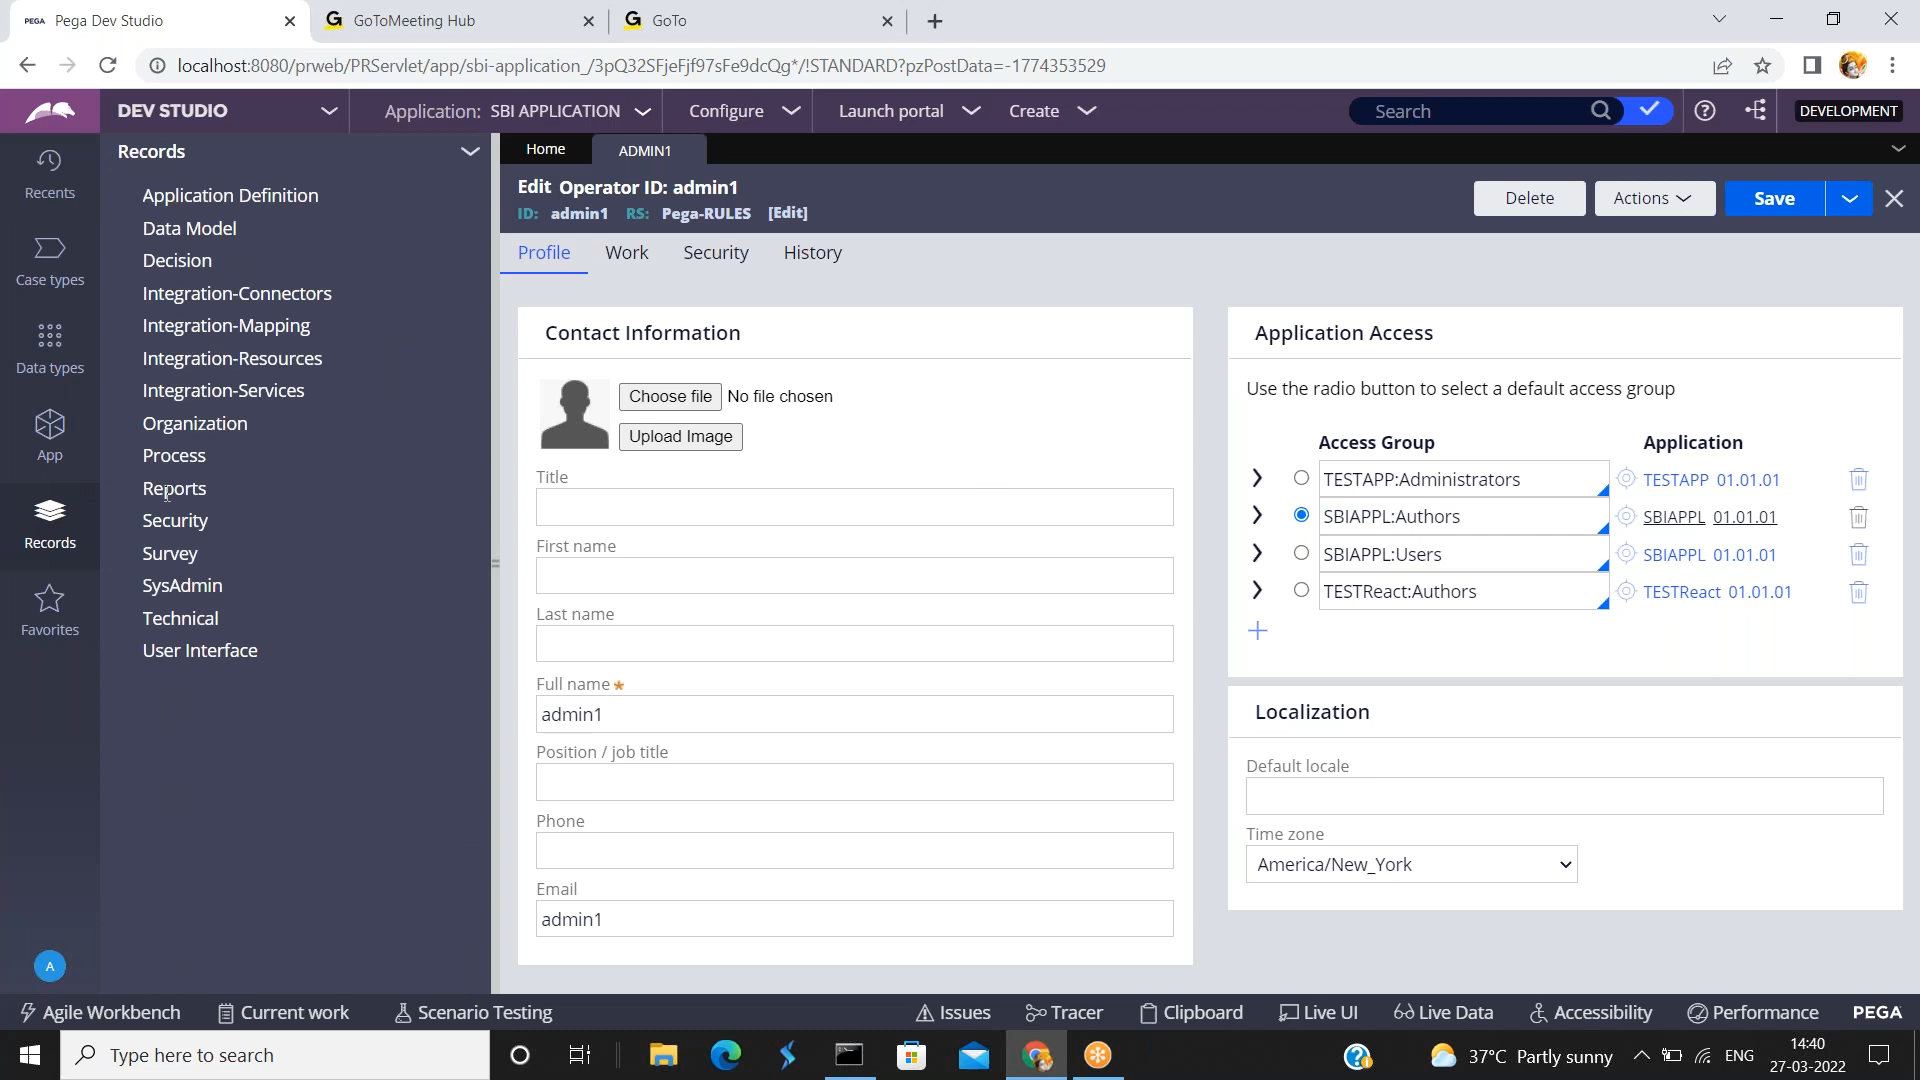 PEGA Pega Dev Studio
GoToMeeting Hub
GoTo
localhost:8080/prweb/PRServlet/app/sbi-application_/3pQ32SFjeFjf97sFe9dcQg*/!STANDARD?pzPostData=-1774353529
DEV STUDIO
Application: SBI APPLICATION
Configure
Launch portal
Create
Search
DEVELOPMENT
Recents
Case types
Data types
App
Records
Favorites
A
Records
Application Definition
Data Model
Decision
Integration-Connectors
Integration-Mapping
Integration-Resources
Integration-Services
Organization
Process
Reports
Security
Survey
SysAdmin
Technical
User Interface
Home
ADMIN1
Edit Operator ID: admin1
ID: admin1 RS: Pega-RULES [Edit]
Delete
Actions
Save
Profile
Work
Security
History
Contact Information
Choose file No file chosen
Upload Image
Title
First name
Last name
Full name
admin1
Position / job title
Phone
Email
admin1
Application Access
Use the radio button to select a default access group
Access Group Application
TESTAPP:Administrators TESTAPP 01.01.01
SBIAPPL:Authors SBIAPPL 01.01.01
SBIAPPL:Users SBIAPPL 01.01.01
TESTReact:Authors TESTReact 01.01.01
Localization
Default locale
Time zone
America/New_York
Agile Workbench
Current work
Scenario Testing
Issues
Tracer
Clipboard
Live UI
Live Data
Accessibility
Performance
PEGA
Type here to search
37°C Partly sunny
ENG
14:40
27-03-2022